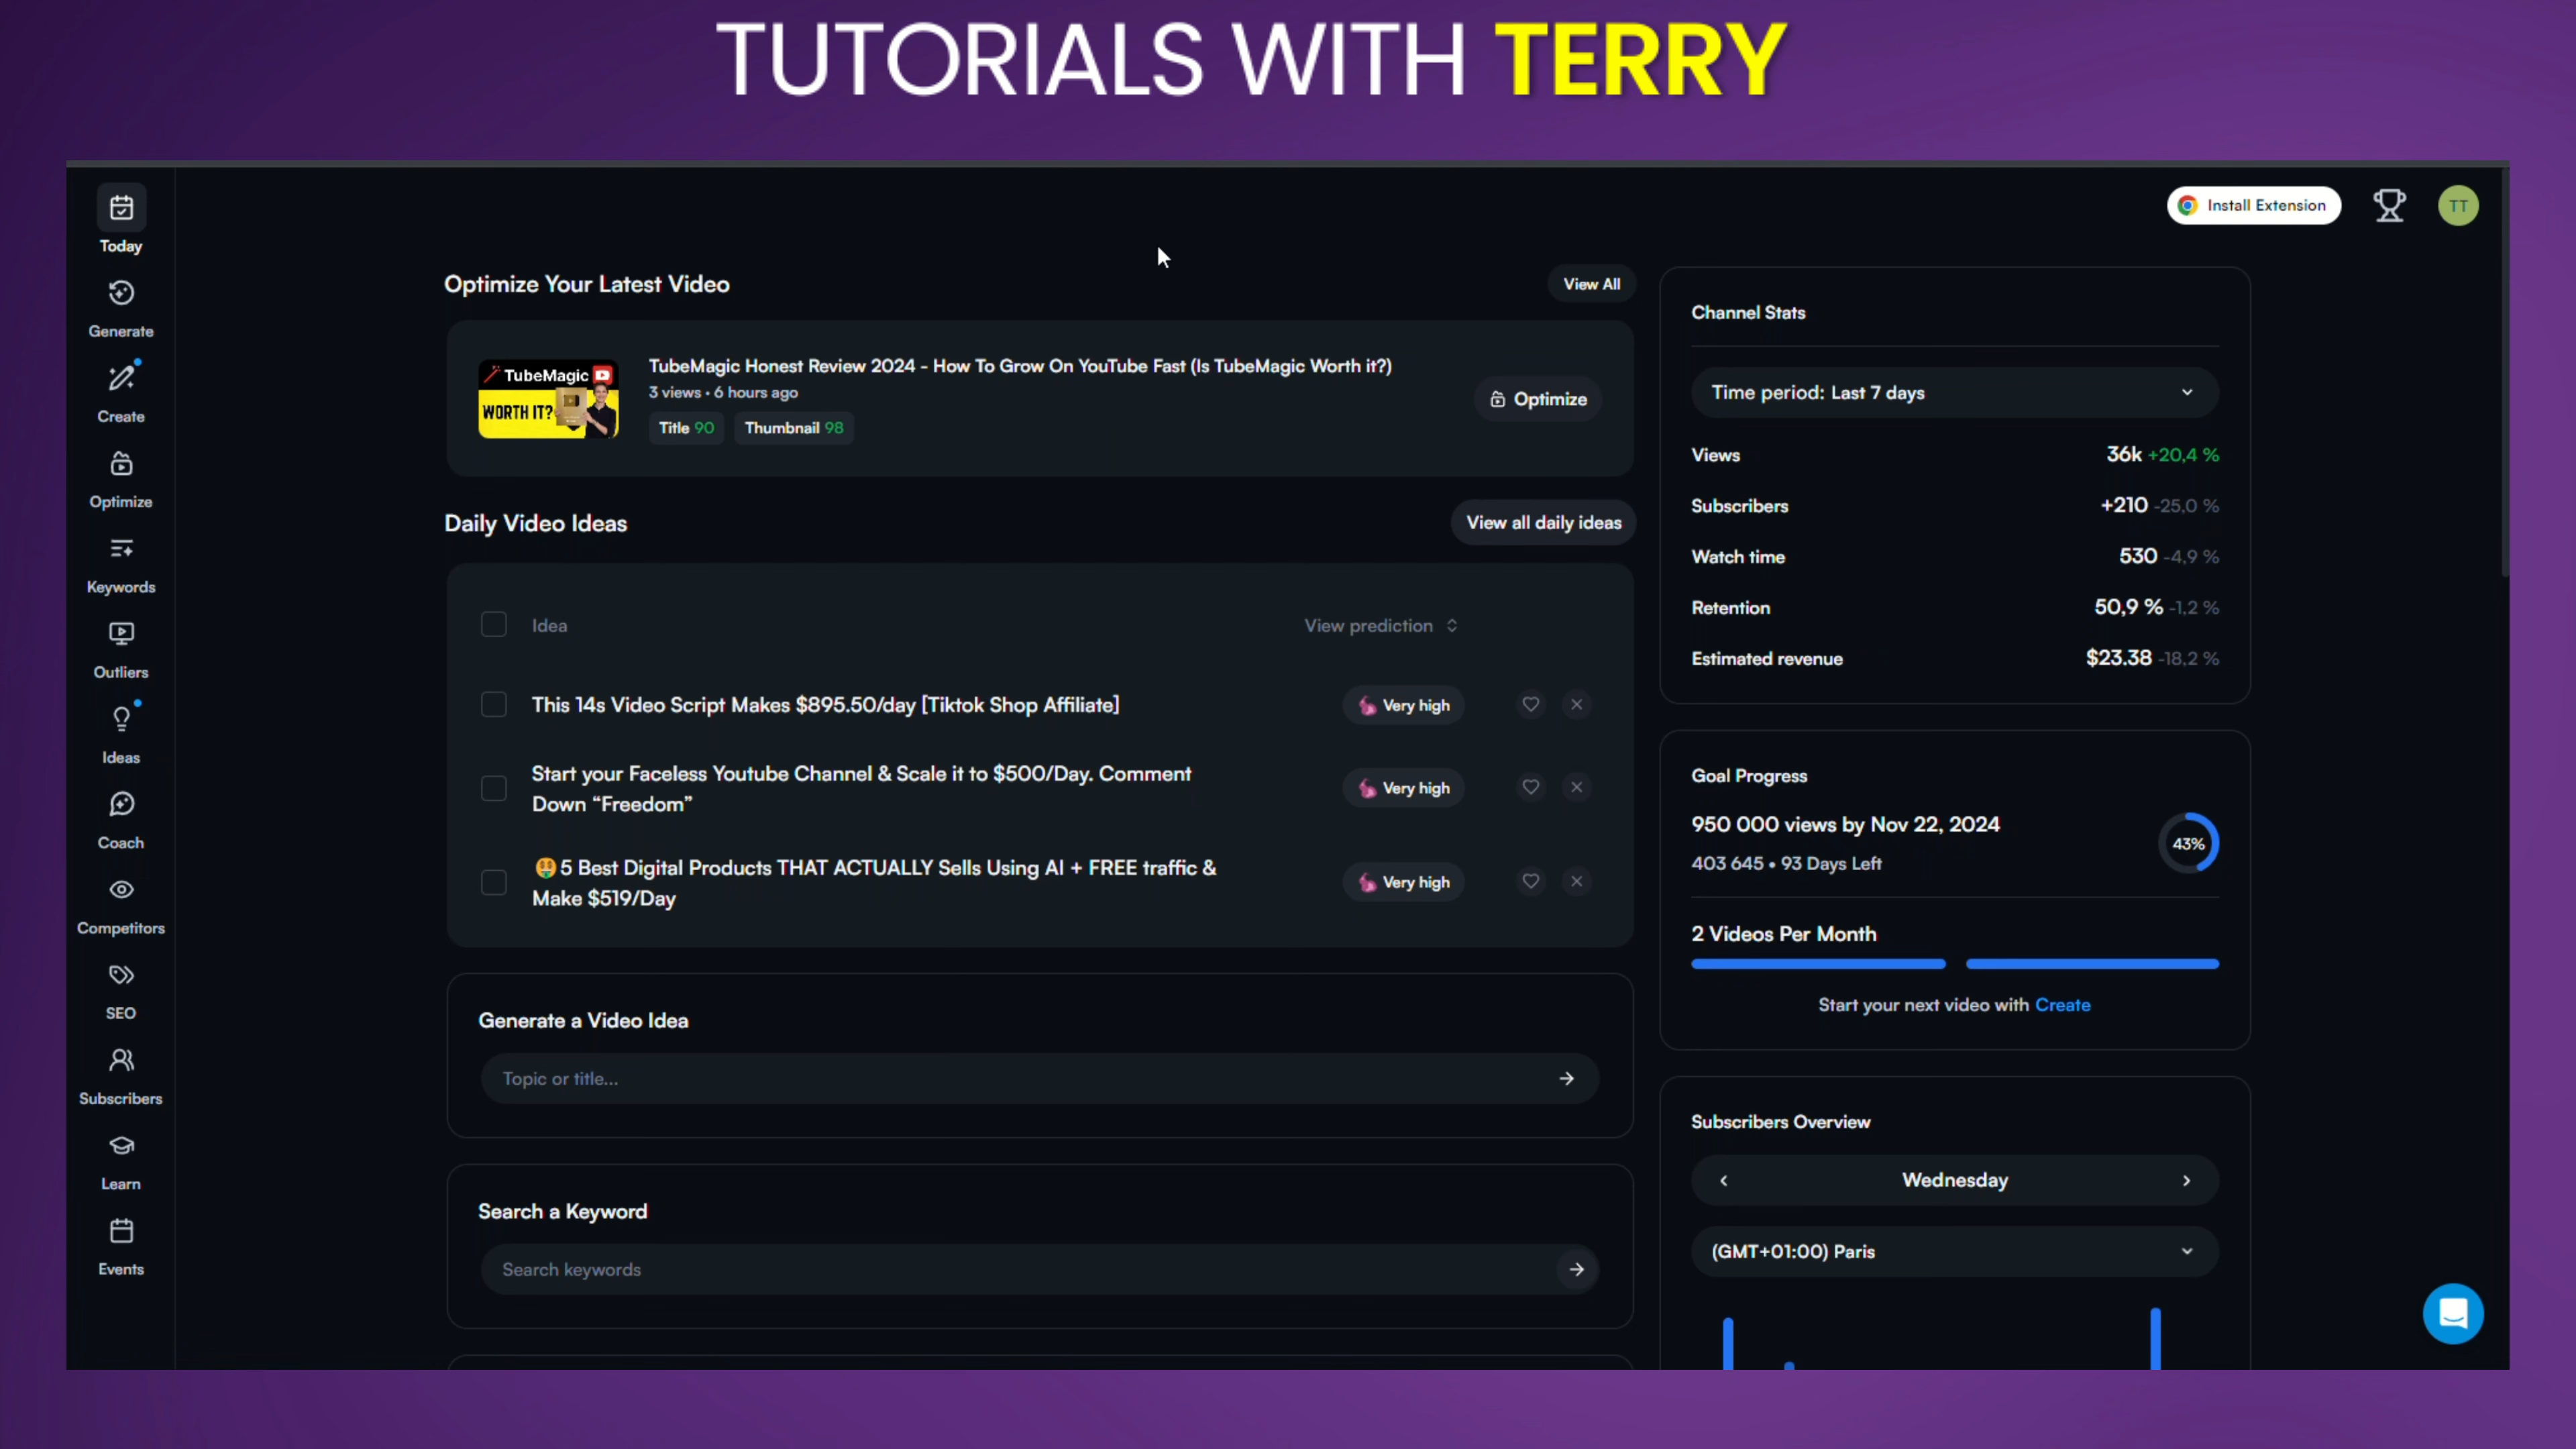 TUTORIALS WITH TERRY
Today
Generate
Create
Optimize
Keywords
Outliers
Ideas
Coach
Competitors
SEO
Subscribers
Learn
Events
Install Extension
TT
Optimize Your Latest Video
View All
TubeMagic
WORTH IT?
TubeMagic Honest Review 2024 - How To Grow On YouTube Fast (Is TubeMagic Worth it?)
3 views • 6 hours ago
Title 90
Thumbnail 98
Optimize
Daily Video Ideas
View all daily ideas
Idea
View prediction
This 14s Video Script Makes $895.50/day [Tiktok Shop Affiliate]
Very high
Start your Faceless Youtube Channel & Scale it to $500/Day. Comment
Down “Freedom”
Very high
🤑5 Best Digital Products THAT ACTUALLY Sells Using AI + FREE traffic &
Make $519/Day
Very high
Generate a Video Idea
Topic or title...
Search a Keyword
Search keywords
Channel Stats
Time period: Last 7 days
Views 36k +20,4 %
Subscribers +210 -25,0 %
Watch time 530 -4,9 %
Retention 50,9 % -1,2 %
Estimated revenue $23.38 -18,2 %
Goal Progress
950 000 views by Nov 22, 2024
403 645 • 93 Days Left
43%
2 Videos Per Month
Start your next video with Create
Subscribers Overview
Wednesday
(GMT+01:00) Paris